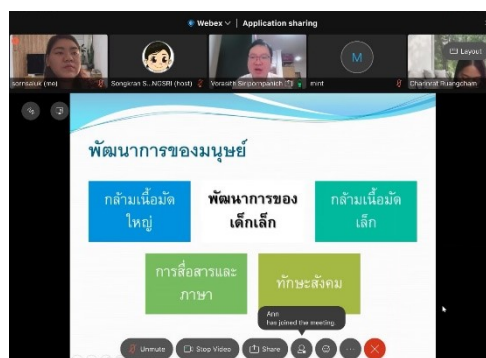 Webex | Application sharing
Layout
sornsaluk (me)
Songkran S...NGSRI (host)
Vorasith Siripornpanich
M
mint
Charinrat Ruangcham
พัฒนาการของมนุษย์
กล้ามเนื้อมัด
ใหญ่
พัฒนาการของ
เด็กเล็ก
กล้ามเนื้อมัด
เล็ก
การสื่อสารและ
ภาษา
ทักษะสังคม
Ann
has joined the meeting.
Unmute
Stop Video
Share